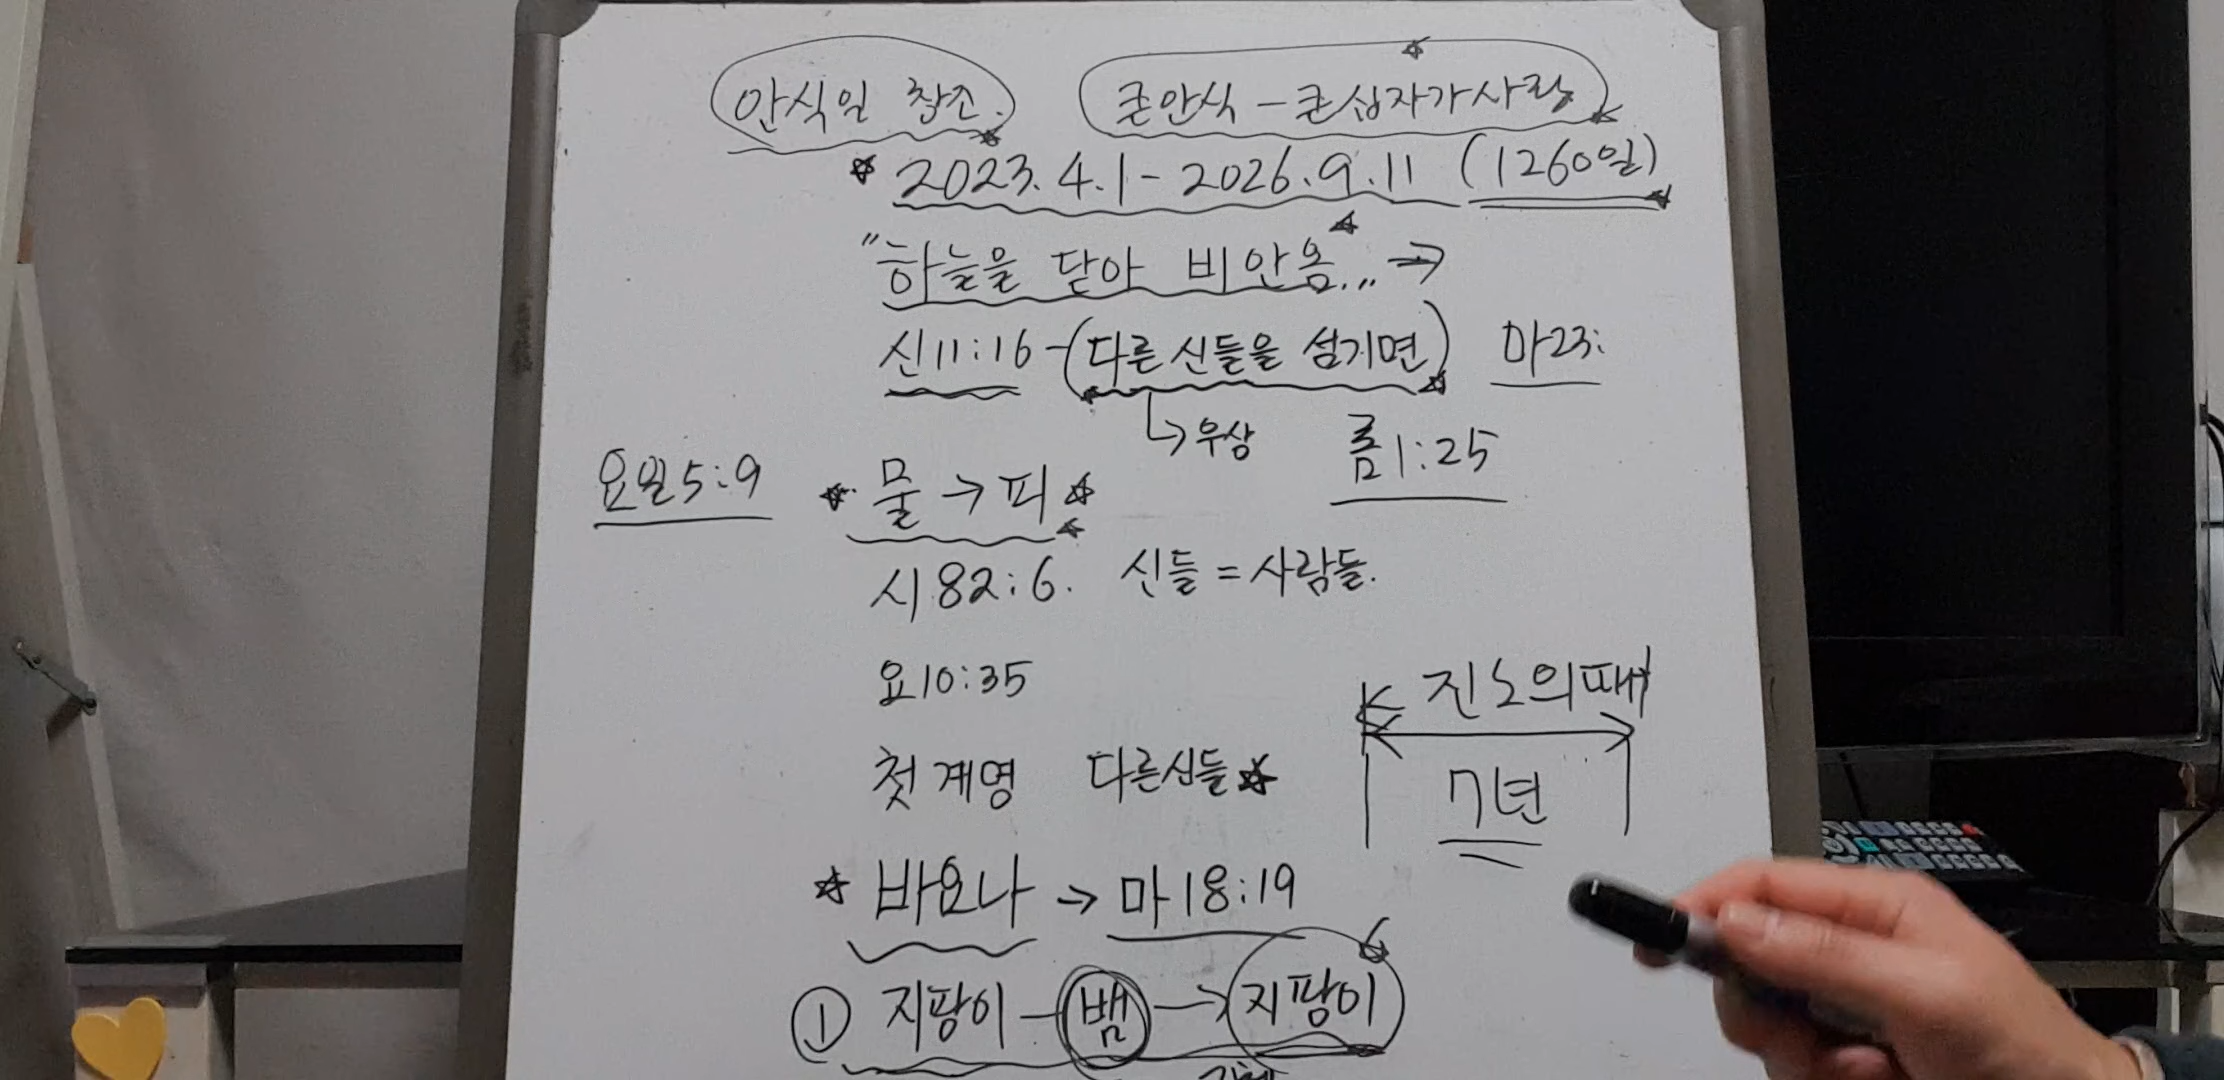 안식일 창조.
큰안식 - 큰십자가사랑
2023.4.1 - 2026.9.11 (1260일)
"하늘을 닫아 비안옴..." →
신11:16 - (다른신들을 섬기면) 마23:
→ 우상
롬1:25
요일5:9
물 → 피
시82:6. 신들 = 사람들.
요10:35
진노의때
7년
첫계명 다른신들
바요나 → 마18:19
① 지팡이 - 뱀 → 지팡이